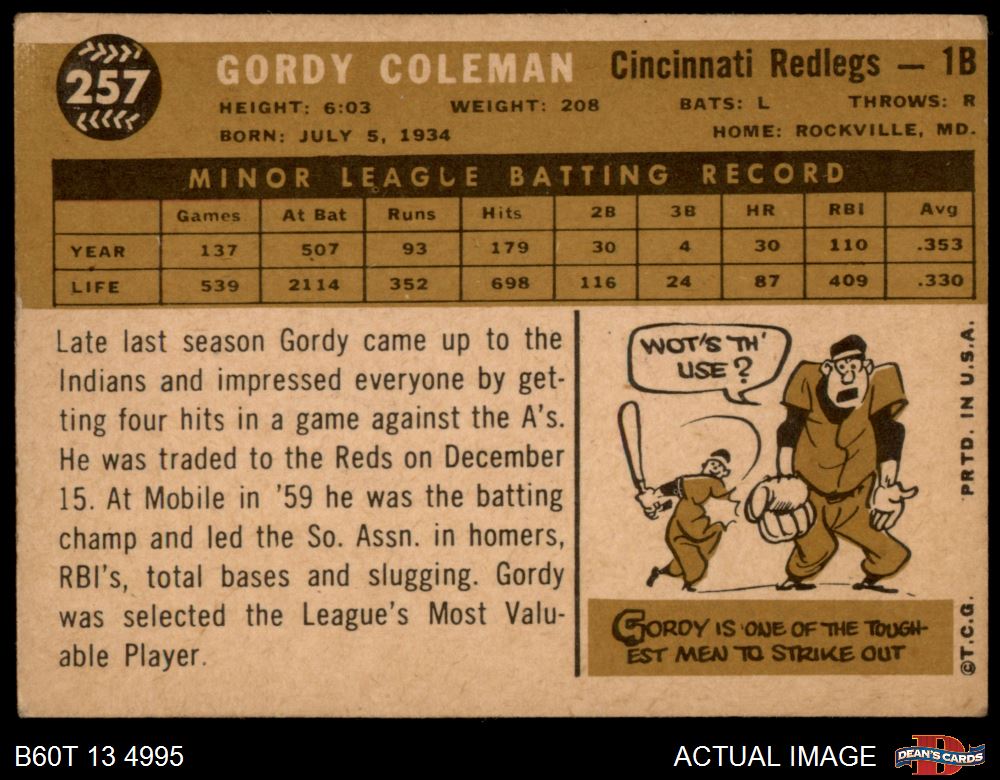 257
GORDY COLEMAN Cincinnati Redlegs — 1B
HEIGHT: 6:03 WEIGHT: 208 BATS: L THROWS: R
BORN: JULY 5, 1934 HOME: ROCKVILLE, MD.
MINOR LEAGUE BATTING RECORD
Games At Bat Runs Hits 2B 3B HR RBI Avg
YEAR 137 507 93 179 30 4 30 110 .353
LIFE 539 2114 352 698 116 24 87 409 .330
Late last season Gordy came up to the
Indians and impressed everyone by get-
ting four hits in a game against the A's.
He was traded to the Reds on December
15. At Mobile in '59 he was the batting
champ and led the So. Assn. in homers,
RBI's, total bases and slugging. Gordy
was selected the League's Most Valu-
able Player.
WOT'S TH'
USE?
GORDY IS ONE OF THE TOUGH-
EST MEN TO STRIKE OUT
©T.C.G. PRTD. IN U.S.A.
B60T 13 4995
ACTUAL IMAGE
D
DEAN'S CARDS